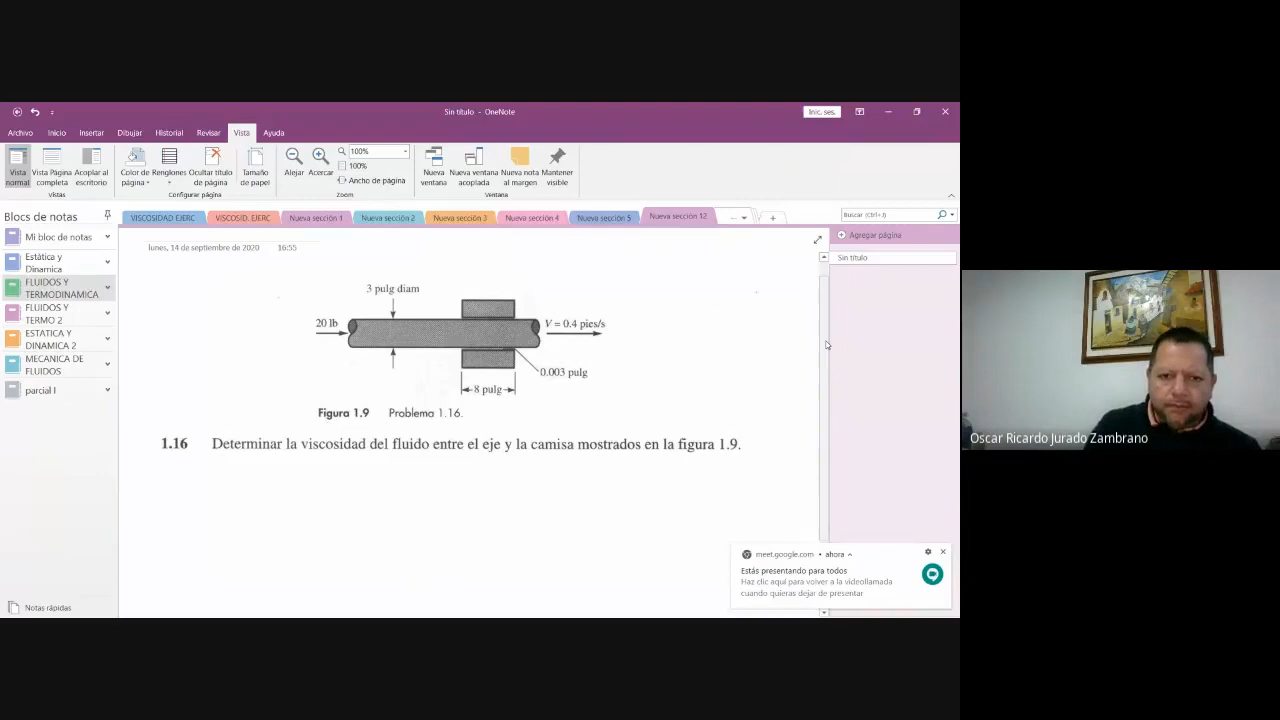 Sin título - OneNote
Inic. ses.
Archivo Inicio Insertar Dibujar Historial Revisar Vista Ayuda
Vista normal
Vista Página completa
Acoplar al escritorio
Vistas
Color de página
Renglones
Ocultar título de página
Configurar página
Tamaño de papel
Alejar
Acercar
100%
100%
Ancho de página
Zoom
Nueva ventana
Nueva ventana acoplada
Nueva nota al margen
Mantener visible
Ventana
Blocs de notas
VISCOSIDAD EJERC VISCOSID. EJERC Nueva sección 1 Nueva sección 2 Nueva sección 3 Nueva sección 4 Nueva sección 5 Nueva sección 12
Buscar (Ctrl+J)
Mi bloc de notas
Estática y
Dinamica
FLUIDOS Y
TERMODINAMICA
FLUIDOS Y
TERMO 2
ESTATICA Y
DINAMICA 2
MECANICA DE
FLUIDOS
parcial I
Notas rápidas
Agregar página
Sin título
lunes, 14 de septiembre de 2020 16:55
3 pulg diam
20 lb
V = 0.4 pies/s
0.003 pulg
8 pulg
Figura 1.9 Problema 1.16.
1.16 Determinar la viscosidad del fluido entre el eje y la camisa mostrados en la figura 1.9.
meet.google.com • ahora
Estás presentando para todos
Haz clic aquí para volver a la videollamada
cuando quieras dejar de presentar
Oscar Ricardo Jurado Zambrano